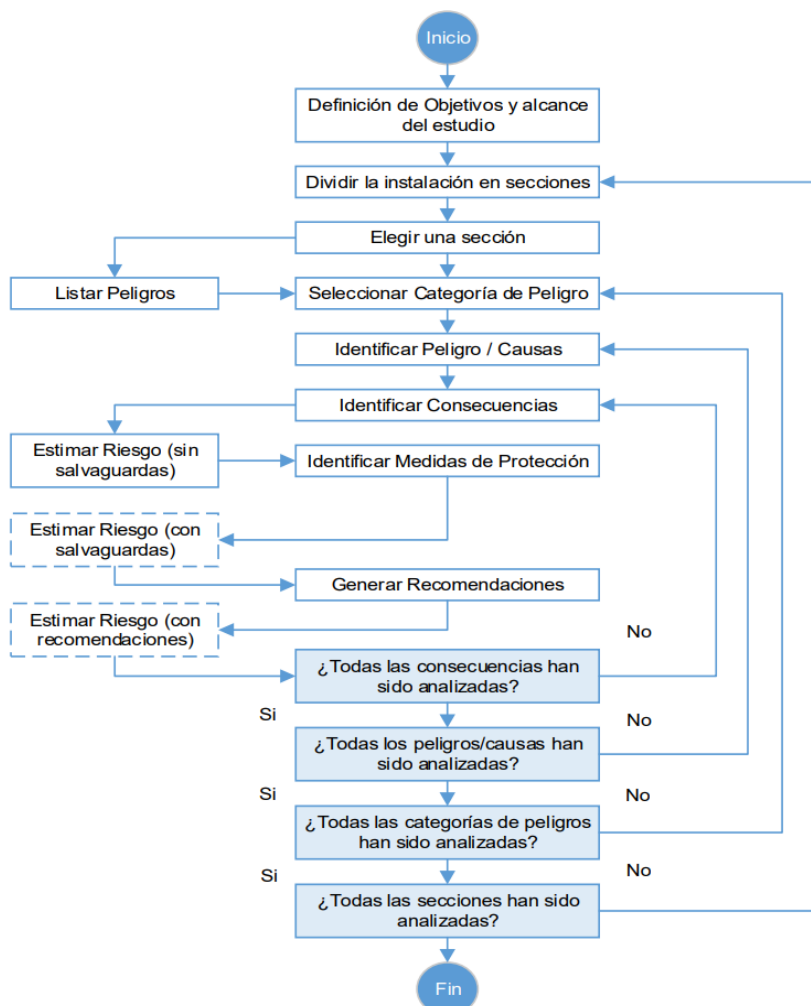 Inicio
Definición de Objetivos y alcance
del estudio
Dividir la instalación en secciones
Elegir una sección
Listar Peligros
Seleccionar Categoría de Peligro
Identificar Peligro / Causas
Identificar Consecuencias
Estimar Riesgo (sin
salvaguardas)
Identificar Medidas de Protección
Estimar Riesgo (con
salvaguardas)
Generar Recomendaciones
Estimar Riesgo (con
recomendaciones)
No
¿Todas las consecuencias han
sido analizadas?
Si
No
¿Todas los peligros/causas han
sido analizadas?
Si
No
¿Todas las categorías de peligros
han sido analizadas?
Si
No
¿Todas las secciones han sido
analizadas?
Fin